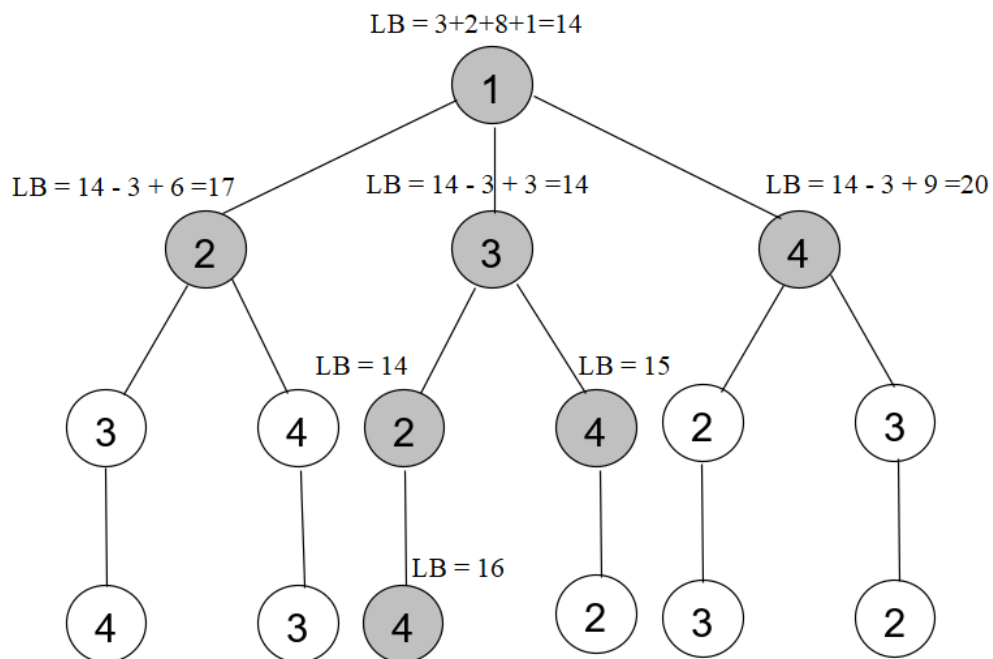 LB = 3+2+8+1=14
1
LB = 14 - 3 + 6 =17
LB = 14 - 3 + 3 =14
LB = 14 - 3 + 9 =20
2
3
4
LB = 14
LB = 15
3
4
2
4
2
3
LB = 16
4
3
4
2
3
2